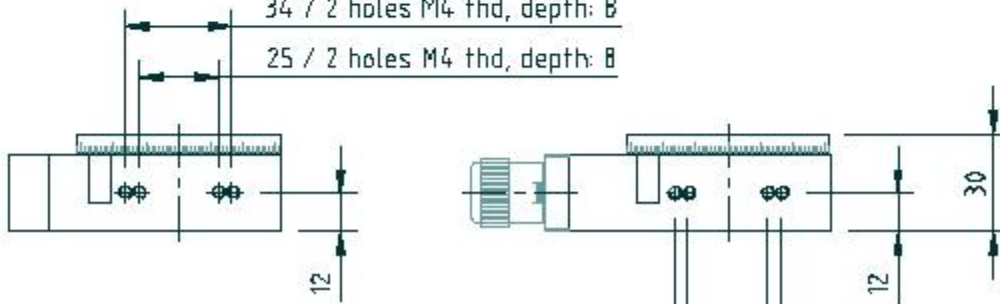 34 / 2 holes M4 thd, depth: 8
25 / 2 holes M4 thd, depth: 8
30
12
12